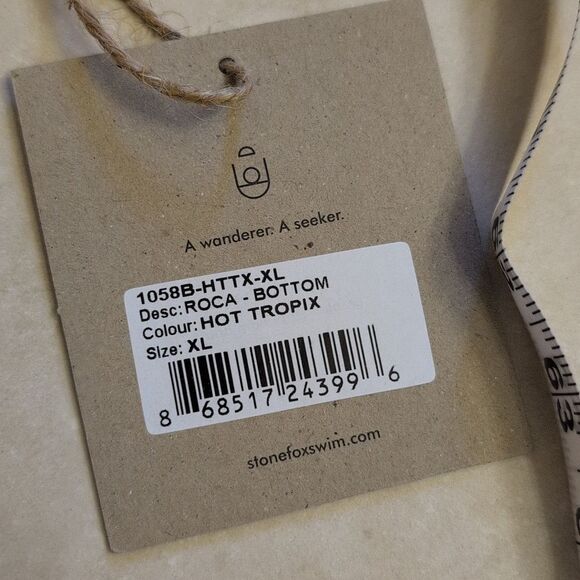 A wanderer. A seeker.
1058B-HTTX-XL
Desc:ROCA - BOTTOM
Colour:HOT TROPIX
Size: XL
8 68517 24399 6
stonefoxswim.com
63